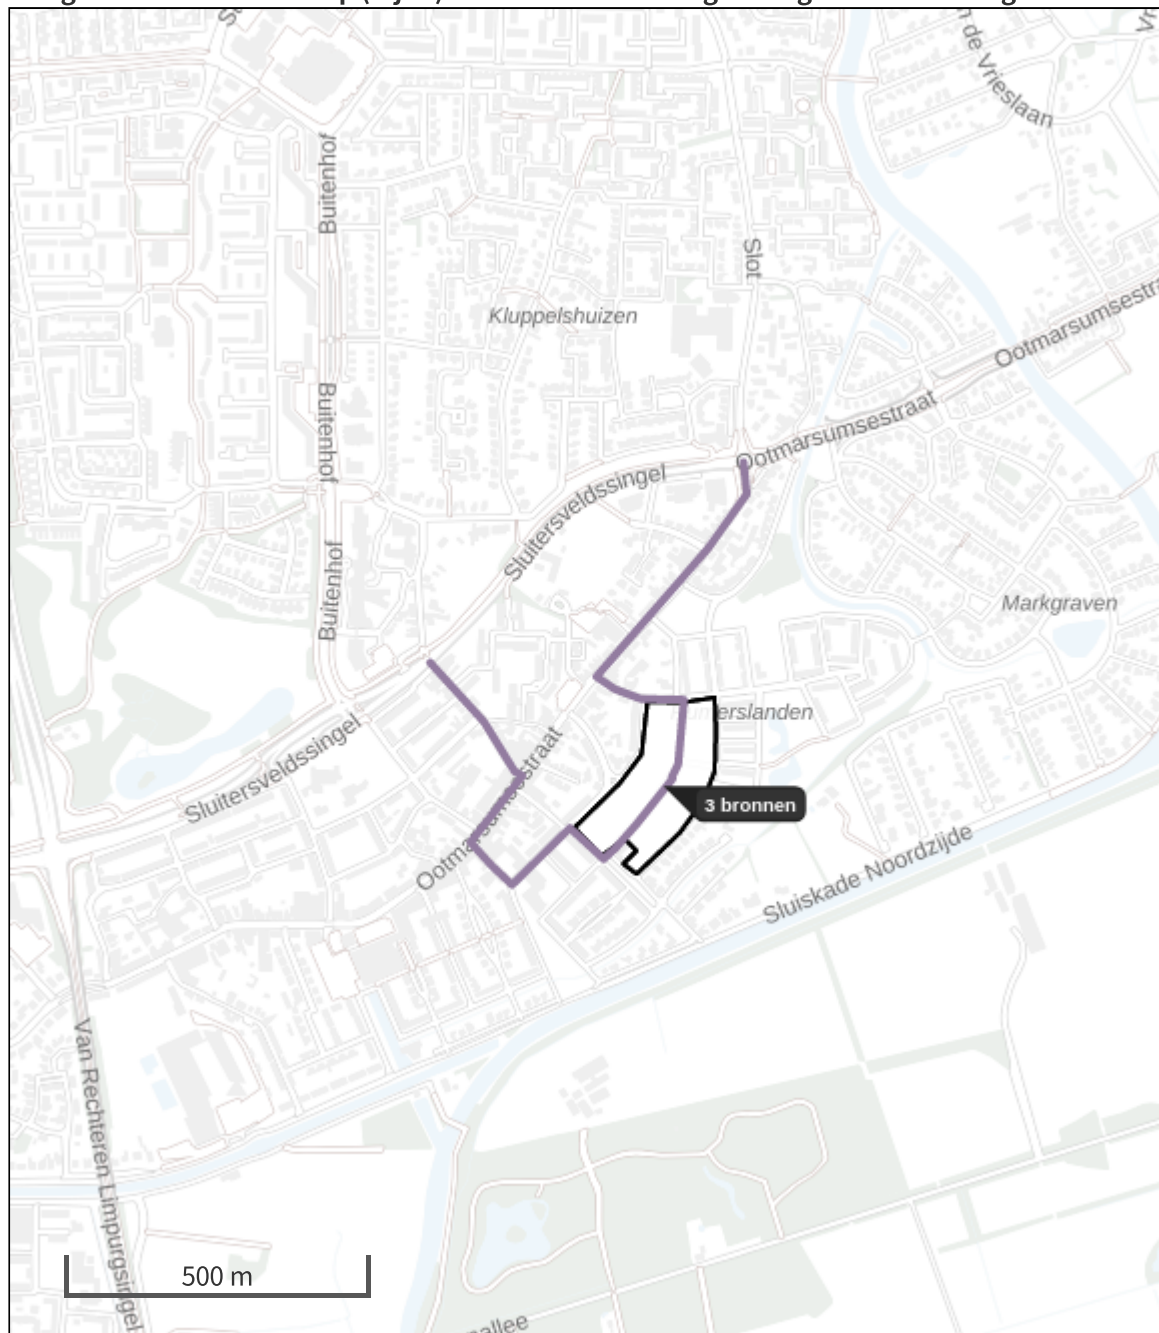 n de Vrieslaan
Buitenhof
Slot
Kluppelshuizen
Ootmarsumsestra
Buitenhof
Ootmarsumsestraat
Sluitersveldssingel
Buitenhof
Markgraven
erslanden
Sluitersveldssingel
Ootmarsumsestraat
3 bronnen
Sluiskade Noordzijde
Van Rechteren Limpurgsingel
500 m
allee